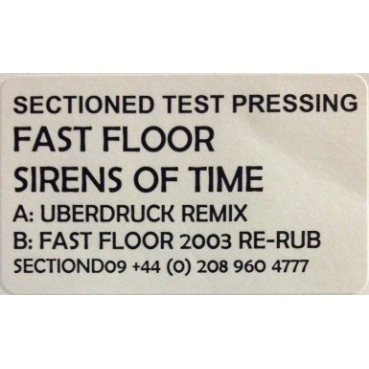 SECTIONED TEST PRESSING
FAST FLOOR
SIRENS OF TIME
A: UBERDRUCK REMIX
B: FAST FLOOR 2003 RE-RUB
SECTIOND09 +44 (0) 208 960 4777